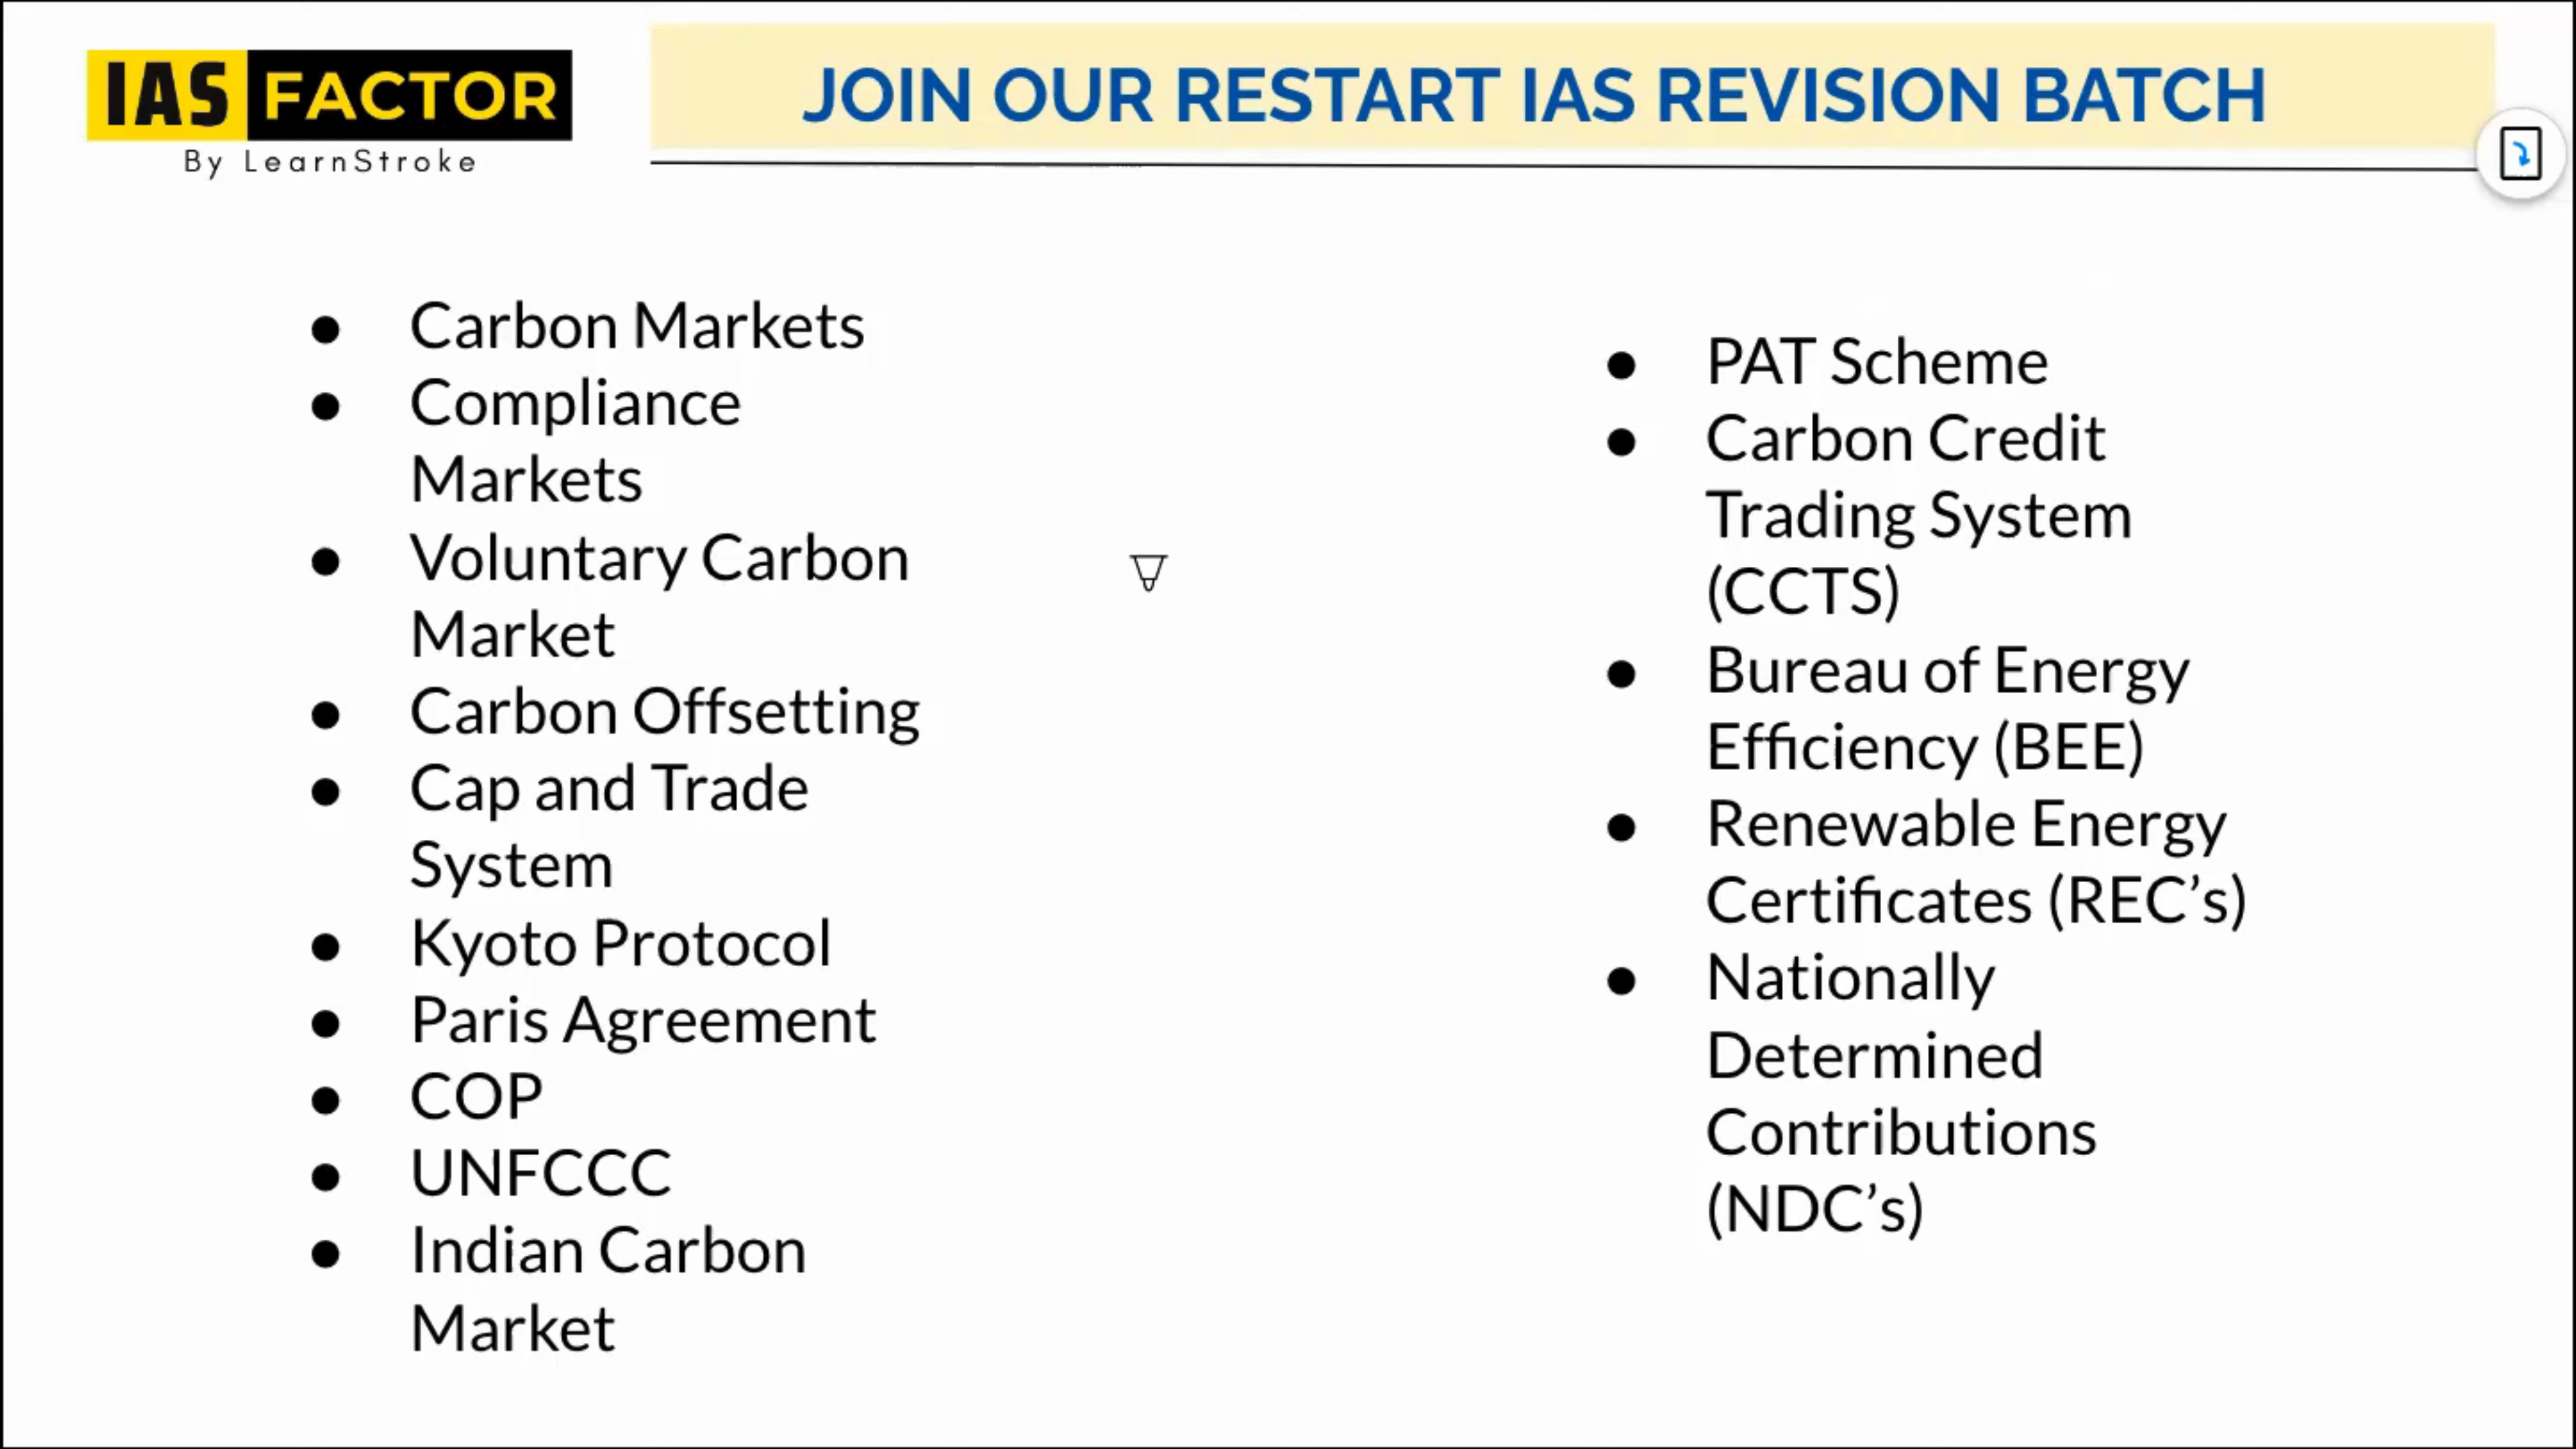 IAS FACTOR
By LearnStroke
JOIN OUR RESTART IAS REVISION BATCH
● Carbon Markets
● Compliance
Markets
● Voluntary Carbon
Market
● Carbon Offsetting
● Cap and Trade
System
● Kyoto Protocol
● Paris Agreement
● COP
● UNFCCC
● Indian Carbon
Market
● PAT Scheme
● Carbon Credit
Trading System
(CCTS)
● Bureau of Energy
Efficiency (BEE)
● Renewable Energy
Certificates (REC’s)
● Nationally
Determined
Contributions
(NDC’s)